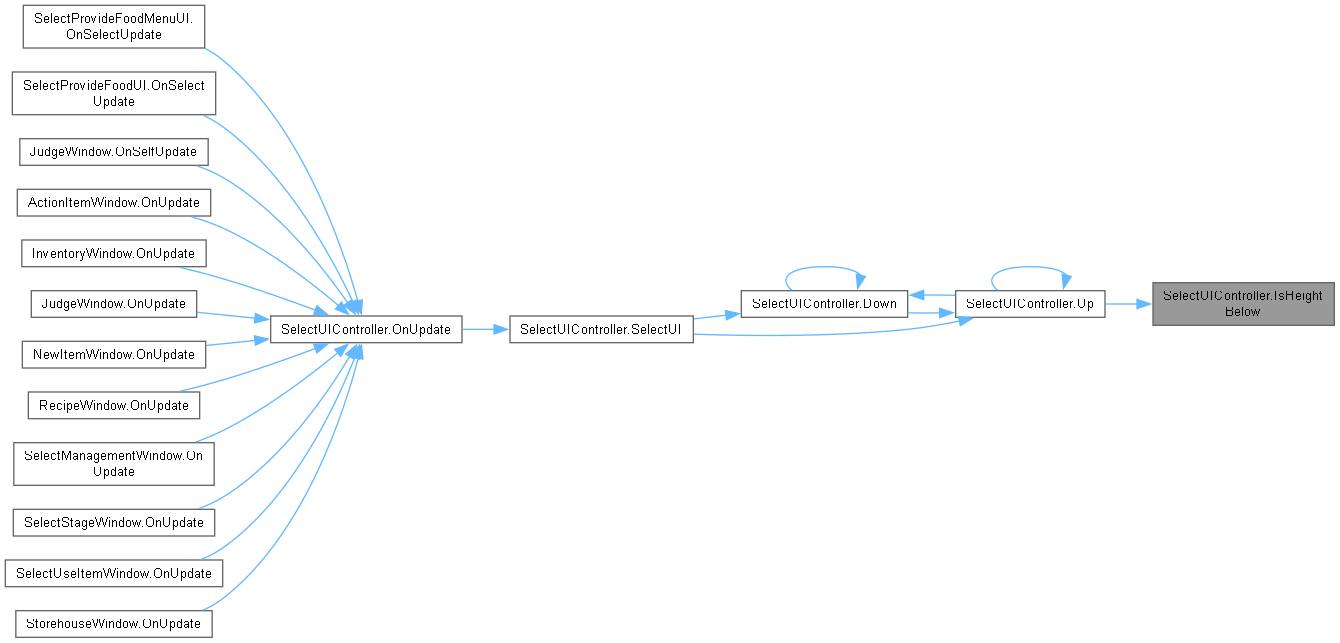 SelectProvideFoodMenuUI.
OnSelectUpdate
SelectProvideFoodUI.OnSelect
Update
JudgeWindow.OnSelfUpdate
ActionItemWindow.OnUpdate
InventoryWindow.OnUpdate
JudgeWindow.OnUpdate
NewItemWindow.OnUpdate
RecipeWindow.OnUpdate
SelectManagementWindow.On
Update
SelectStageWindow.OnUpdate
SelectUseItemWindow.OnUpdate
StorehouseWindow.OnUpdate
SelectUIController.OnUpdate
SelectUIController.SelectUI
SelectUIController.Down
SelectUIController.Up
SelectUIController.IsHeight
Below